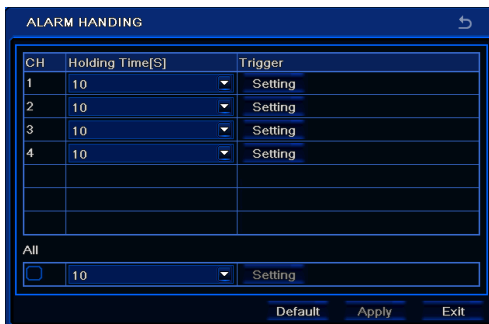 ALARM HANDING
CH Holding Time[S] Trigger
1 10 Setting
2 10 Setting
3 10 Setting
4 10 Setting
All
10 Setting
Default Apply Exit